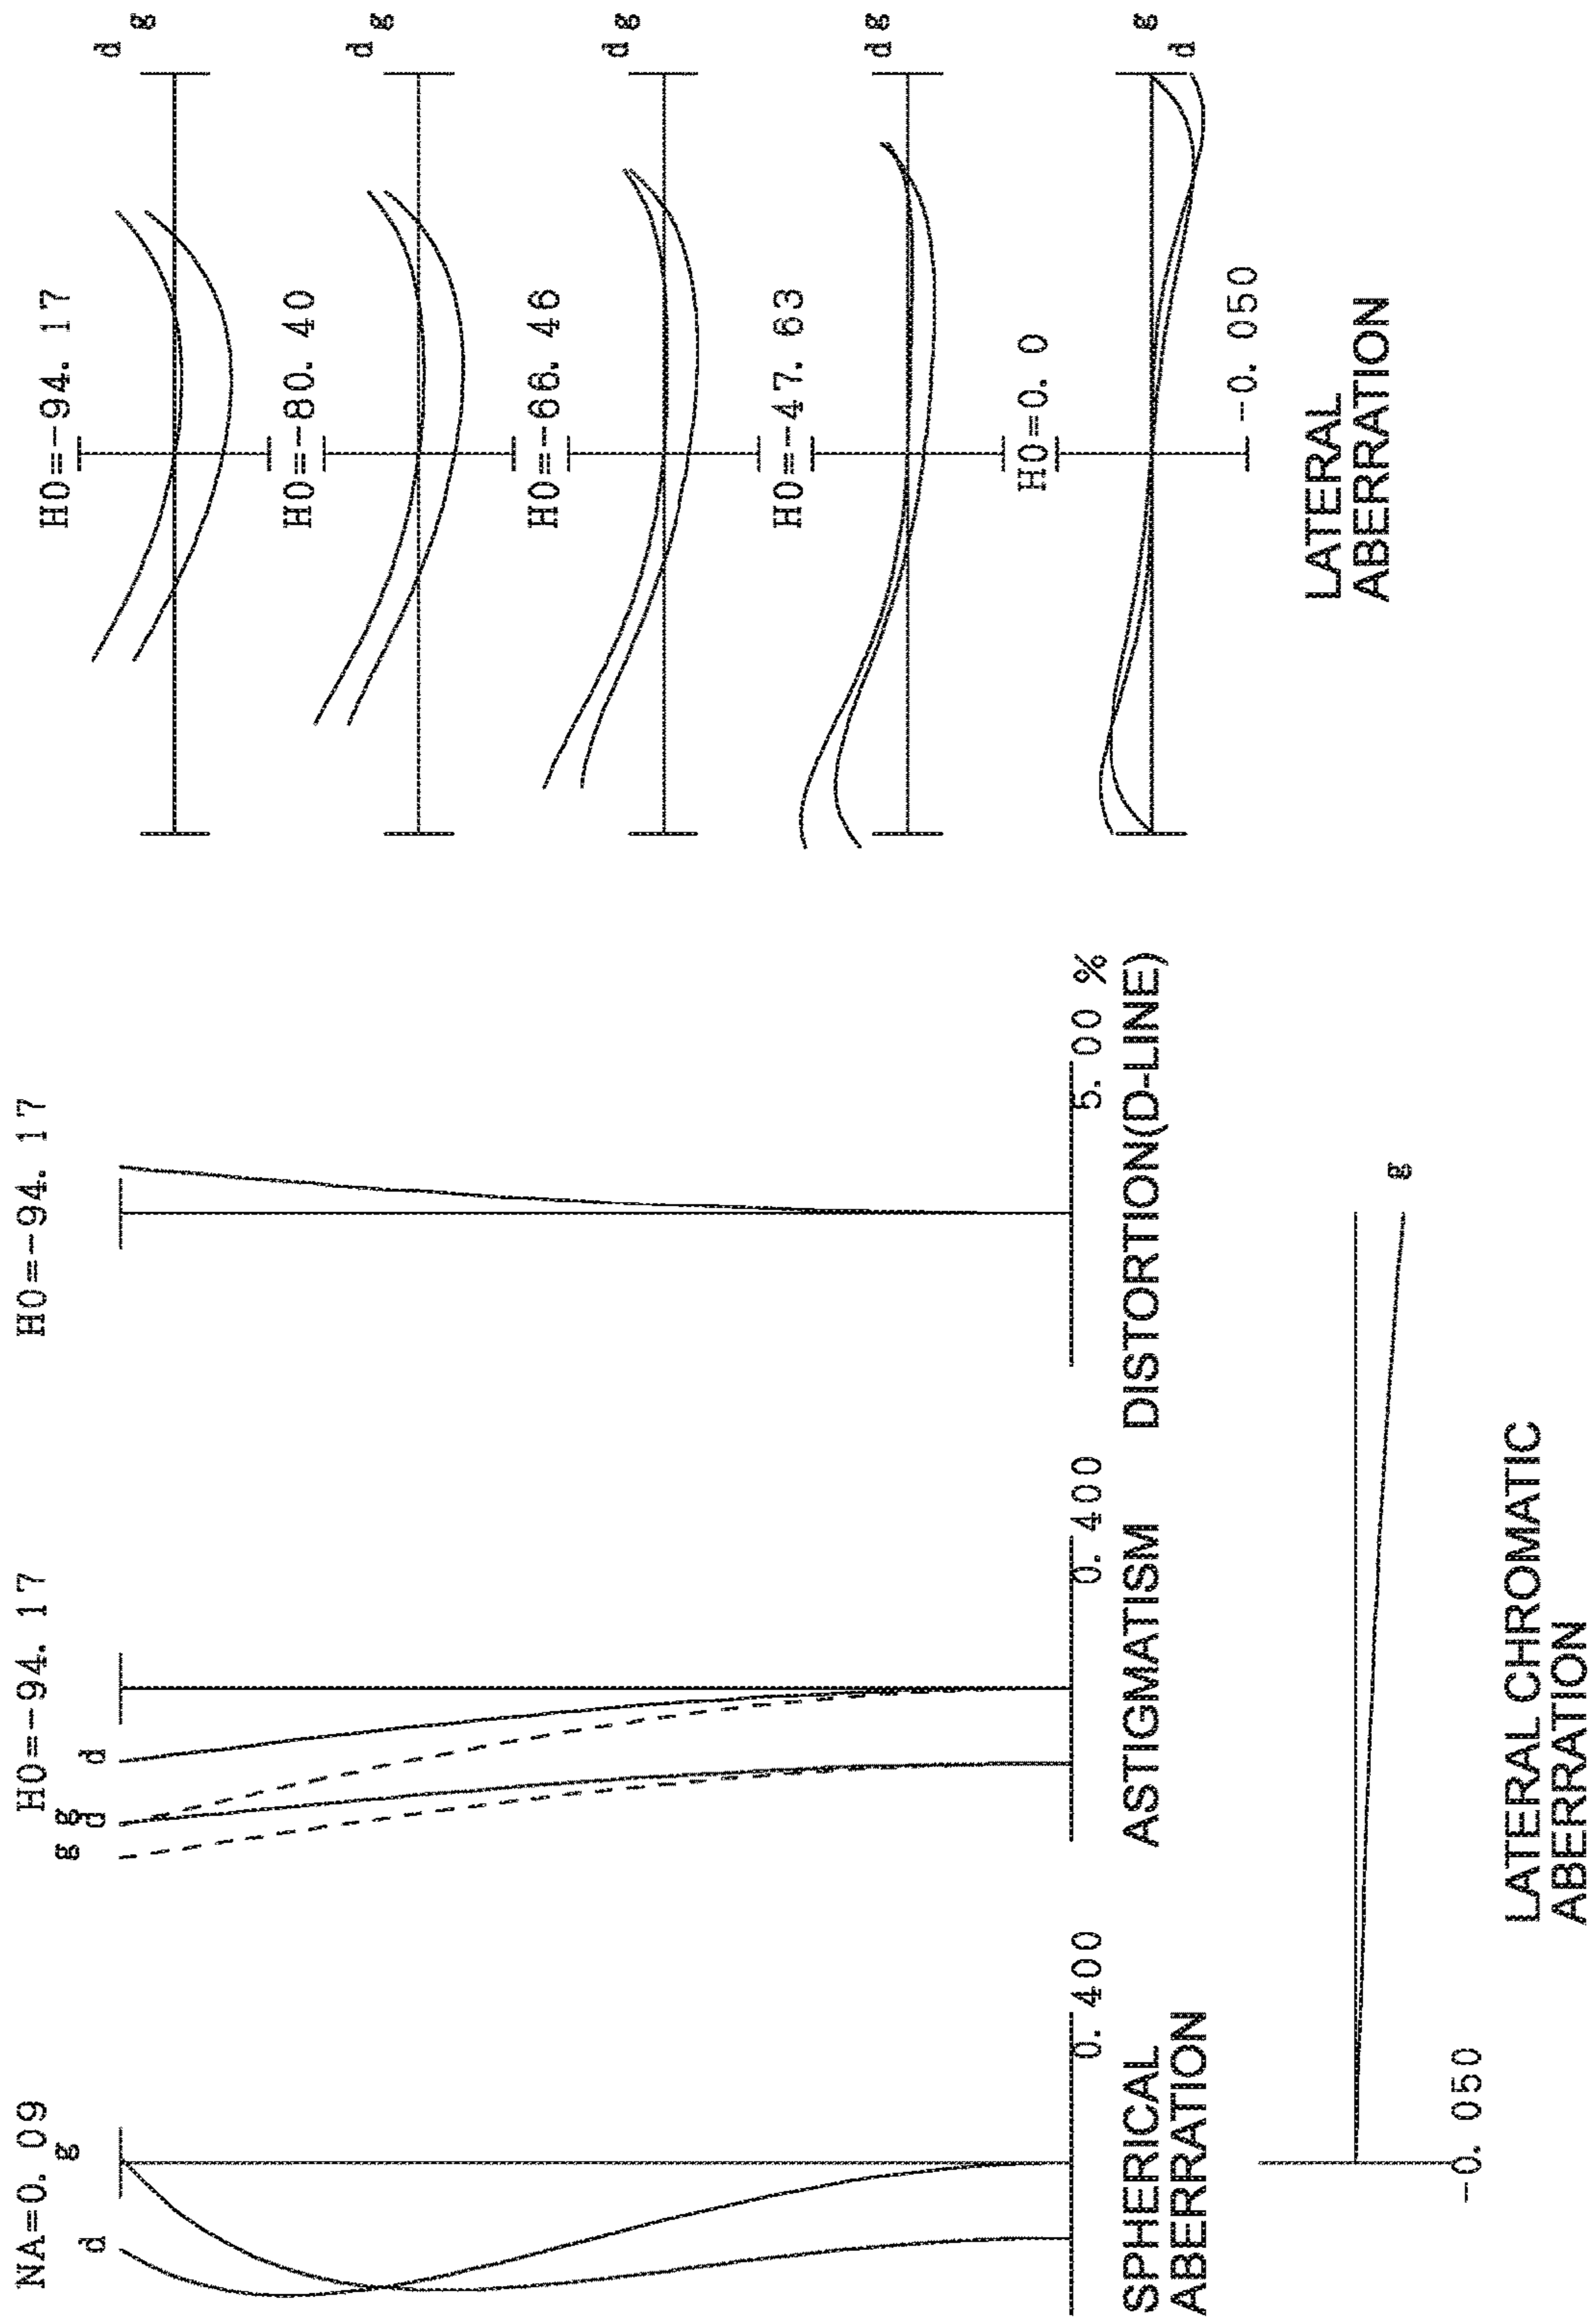 NA=0. 09
d
g
0. 400
SPHERICAL
ABERRATION
H0=-94. 17
g
g
d
d
0. 400
ASTIGMATISM
H0=-94. 17
5. 00 %
DISTORTION(D-LINE)
-0. 050
g
LATERAL CHROMATIC
ABERRATION
H0=-94. 17
d
g
H0=-80. 40
d
g
H0=-66. 46
d
g
H0=-47. 63
d
g
H0=0. 0
g
d
-0. 050
LATERAL
ABERRATION